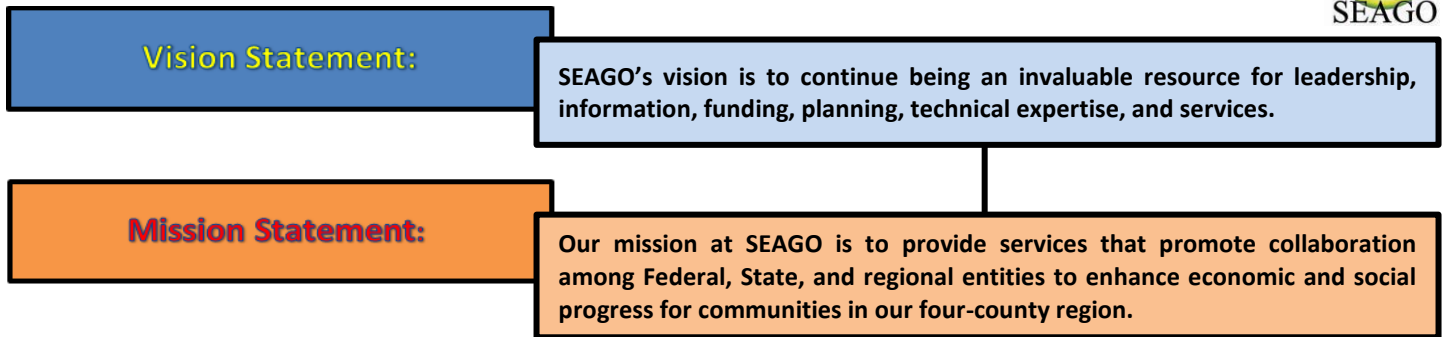 SEAGO
Vision Statement:
SEAGO’s vision is to continue being an invaluable resource for leadership,
information, funding, planning, technical expertise, and services.
Mission Statement:
Our mission at SEAGO is to provide services that promote collaboration
among Federal, State, and regional entities to enhance economic and social
progress for communities in our four-county region.